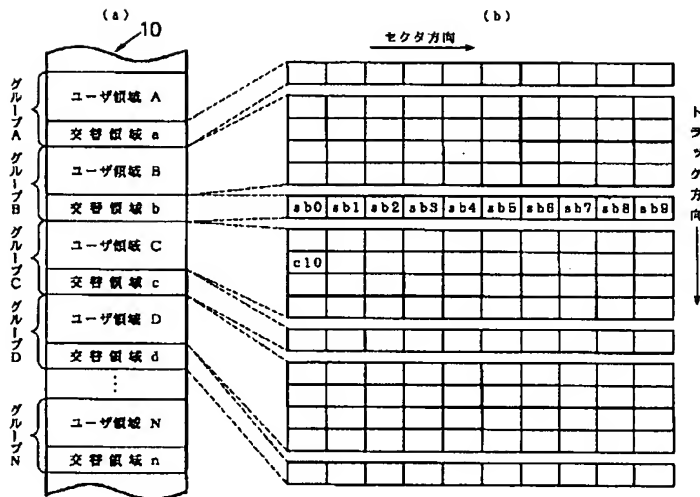 (a)
10
グループA
ユーザ領域 A
交替領域 a
グループB
ユーザ領域 B
交替領域 b
グループC
ユーザ領域 C
交替領域 c
グループD
ユーザ領域 D
交替領域 d
⋮
グループN
ユーザ領域 N
交替領域 n
(b)
セクタ方向
sb0 sb1 sb2 sb3 sb4 sb5 sb6 sb7 sb8 sb9
c10
トラック方向